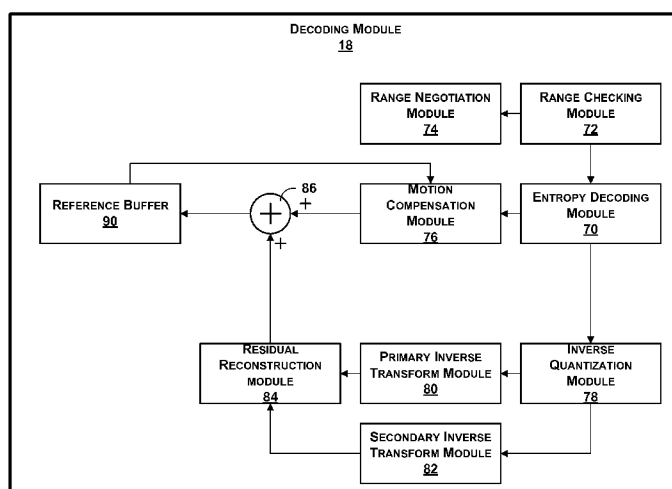 DECODING MODULE
18
RANGE NEGOTIATION
MODULE
74
RANGE CHECKING
MODULE
72
86
+
+
+
REFERENCE BUFFER
90
MOTION
COMPENSATION
MODULE
76
ENTROPY DECODING
MODULE
70
RESIDUAL
RECONSTRUCTION
MODULE
84
PRIMARY INVERSE
TRANSFORM MODULE
80
INVERSE
QUANTIZATION
MODULE
78
SECONDARY INVERSE
TRANSFORM MODULE
82